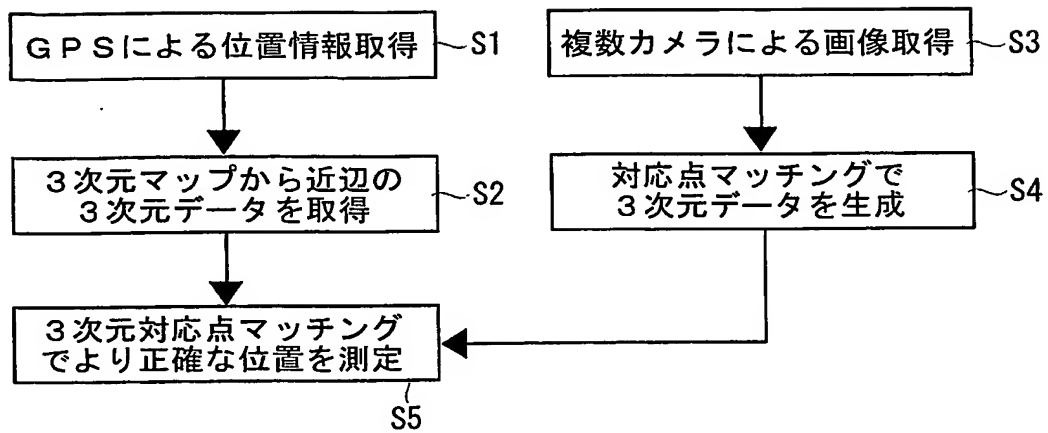 ＧＰＳによる位置情報取得
S1
３次元マップから近辺の
３次元データを取得
S2
複数カメラによる画像取得
S3
対応点マッチングで
３次元データを生成
S4
３次元対応点マッチング
でより正確な位置を測定
S5